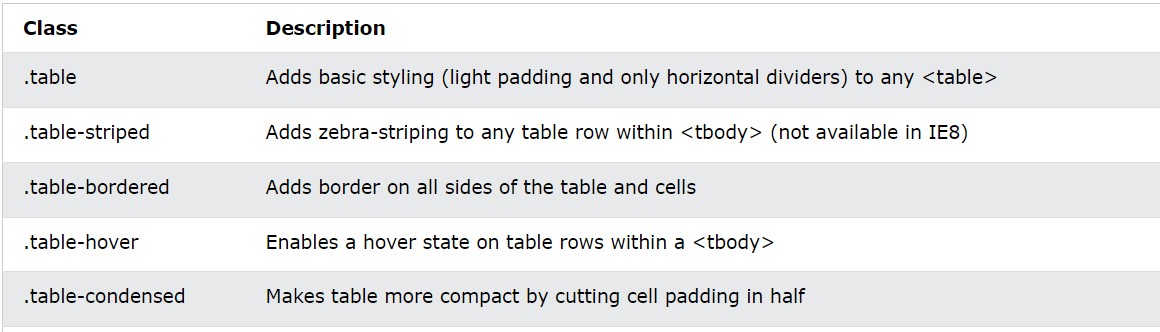 Class Description
.table Adds basic styling (light padding and only horizontal dividers) to any <table>
.table-striped Adds zebra-striping to any table row within <tbody> (not available in IE8)
.table-bordered Adds border on all sides of the table and cells
.table-hover Enables a hover state on table rows within a <tbody>
.table-condensed Makes table more compact by cutting cell padding in half